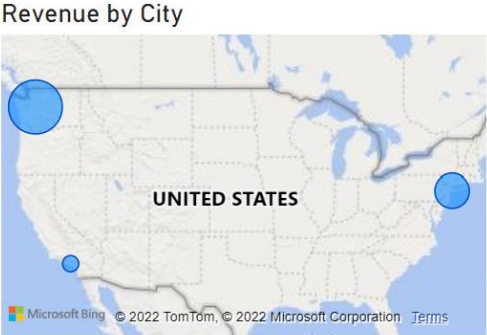 Revenue by City
UNITED STATES
Microsoft Bing © 2022 TomTom, © 2022 Microsoft Corporation Terms